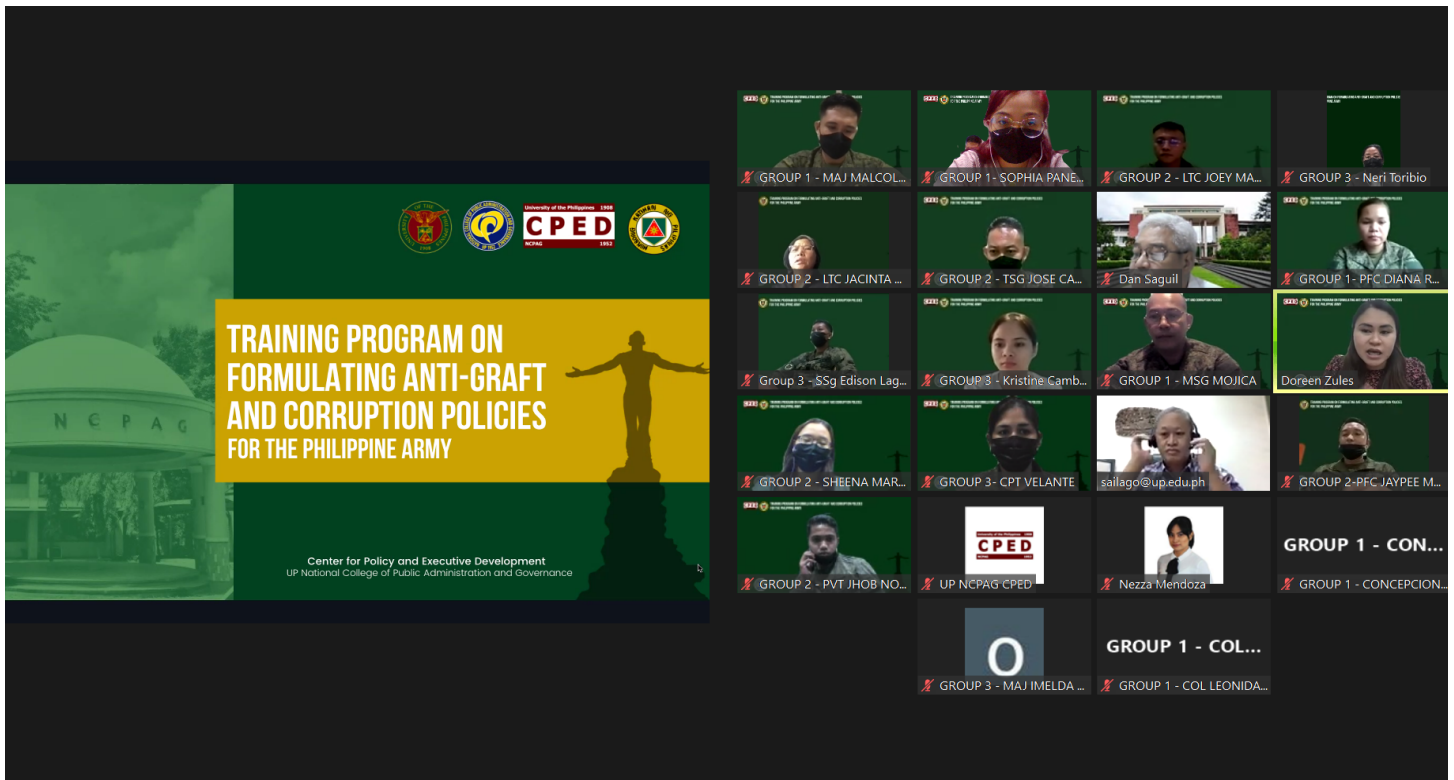 University of the Philippines 1908
CPED
NCPAG 1952
NCPAG
TRAINING PROGRAM ON
FORMULATING ANTI-GRAFT
AND CORRUPTION POLICIES
FOR THE PHILIPPINE ARMY
Center for Policy and Executive Development
UP National College of Public Administration and Governance
GROUP 1 - MAJ MALCOL...
GROUP 1- SOPHIA PANE...
GROUP 2 - LTC JOEY MA...
GROUP 3 - Neri Toribio
GROUP 2 - LTC JACINTA ...
GROUP 2 - TSG JOSE CA...
Dan Saguil
GROUP 1- PFC DIANA R...
Group 3 - SSg Edison Lag...
GROUP 3 - Kristine Camb...
GROUP 1 - MSG MOJICA
Doreen Zules
GROUP 2 - SHEENA MAR...
GROUP 3- CPT VELANTE
sailago@up.edu.ph
GROUP 2-PFC JAYPEE M...
GROUP 2 - PVT JHOB NO...
CPED
UP NCPAG CPED
Nezza Mendoza
GROUP 1 - CON...
GROUP 1 - CONCEPCION...
O
GROUP 3 - MAJ IMELDA ...
GROUP 1 - COL...
GROUP 1 - COL LEONIDA...